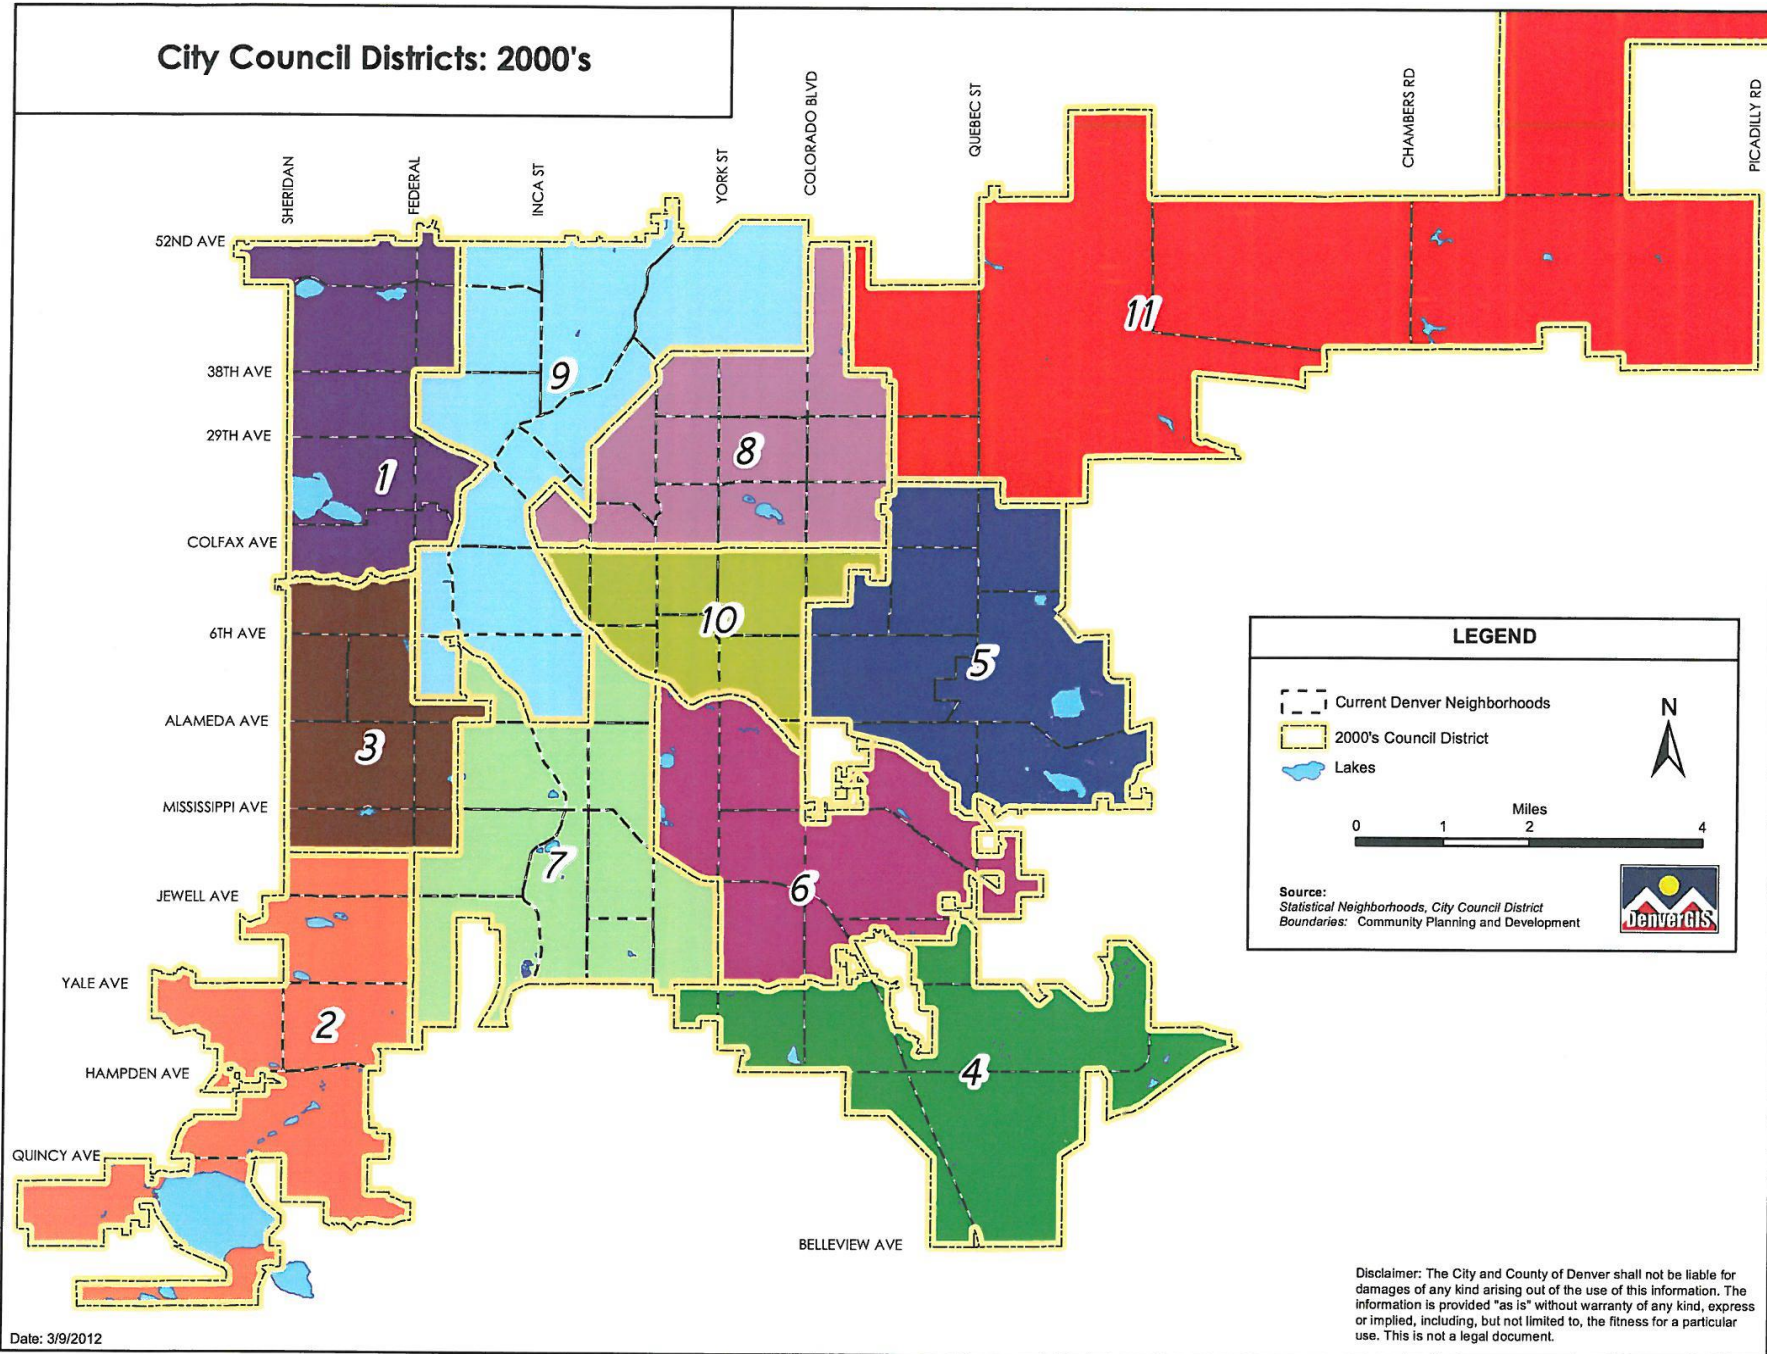 City Council Districts: 2000's
SHERIDAN
FEDERAL
INCA ST
YORK ST
COLORADO BLVD
QUEBEC ST
CHAMBERS RD
PICADILLY RD
52ND AVE
38TH AVE
29TH AVE
COLFAX AVE
6TH AVE
ALAMEDA AVE
MISSISSIPPI AVE
JEWELL AVE
YALE AVE
HAMPDEN AVE
QUINCY AVE
BELLEVIEW AVE
11
9
8
1
10
5
3
7
6
2
4
LEGEND
Current Denver Neighborhoods
2000's Council District
Lakes
N
Miles
0 1 2 4
Source:
Statistical Neighborhoods, City Council District
Boundaries: Community Planning and Development
DenverGIS
Disclaimer: The City and County of Denver shall not be liable for
damages of any kind arising out of the use of this information. The
information is provided "as is" without warranty of any kind, express
or implied, including, but not limited to, the fitness for a particular
use. This is not a legal document.
Date: 3/9/2012